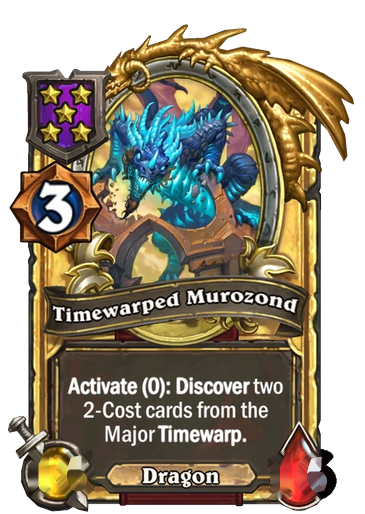 3
Timewarped Murozond
Activate (0): Discover two
2-Cost cards from the
Major Timewarp.
Dragon